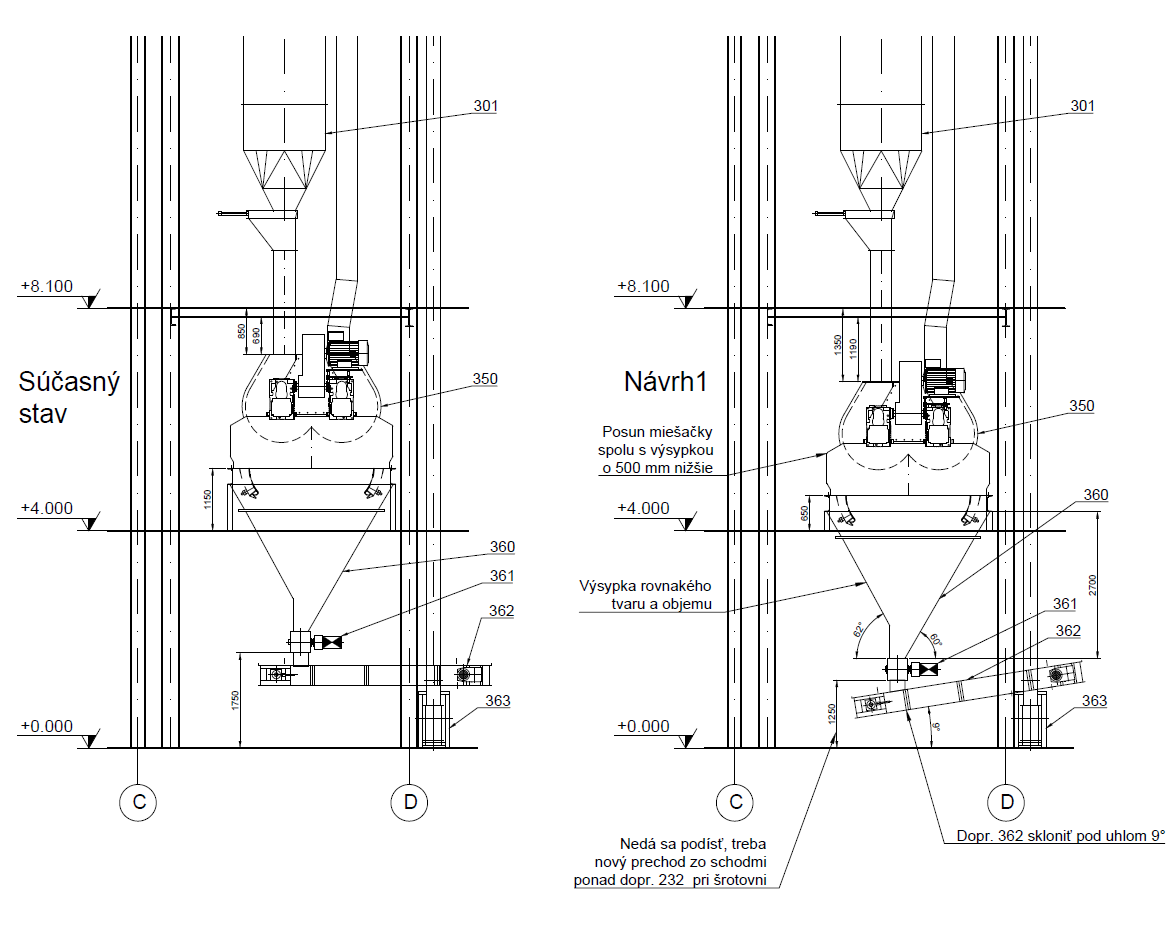 301
+8.100
850
690
Súčasný
stav
350
1150
+4.000
360
361
362
1750
+0.000
363
C
D
301
+8.100
1350
1190
Návrh1
350
Posun miešačky
spolu s výsypkou
o 500 mm nižšie
650
+4.000
360
Výsypka rovnakého
tvaru a objemu
2700
62°
60°
361
362
1250
9°
+0.000
363
C
D
Nedá sa podísť, treba
nový prechod zo schodmi
ponad dopr. 232 pri šrotovni
Dopr. 362 skloniť pod uhlom 9°